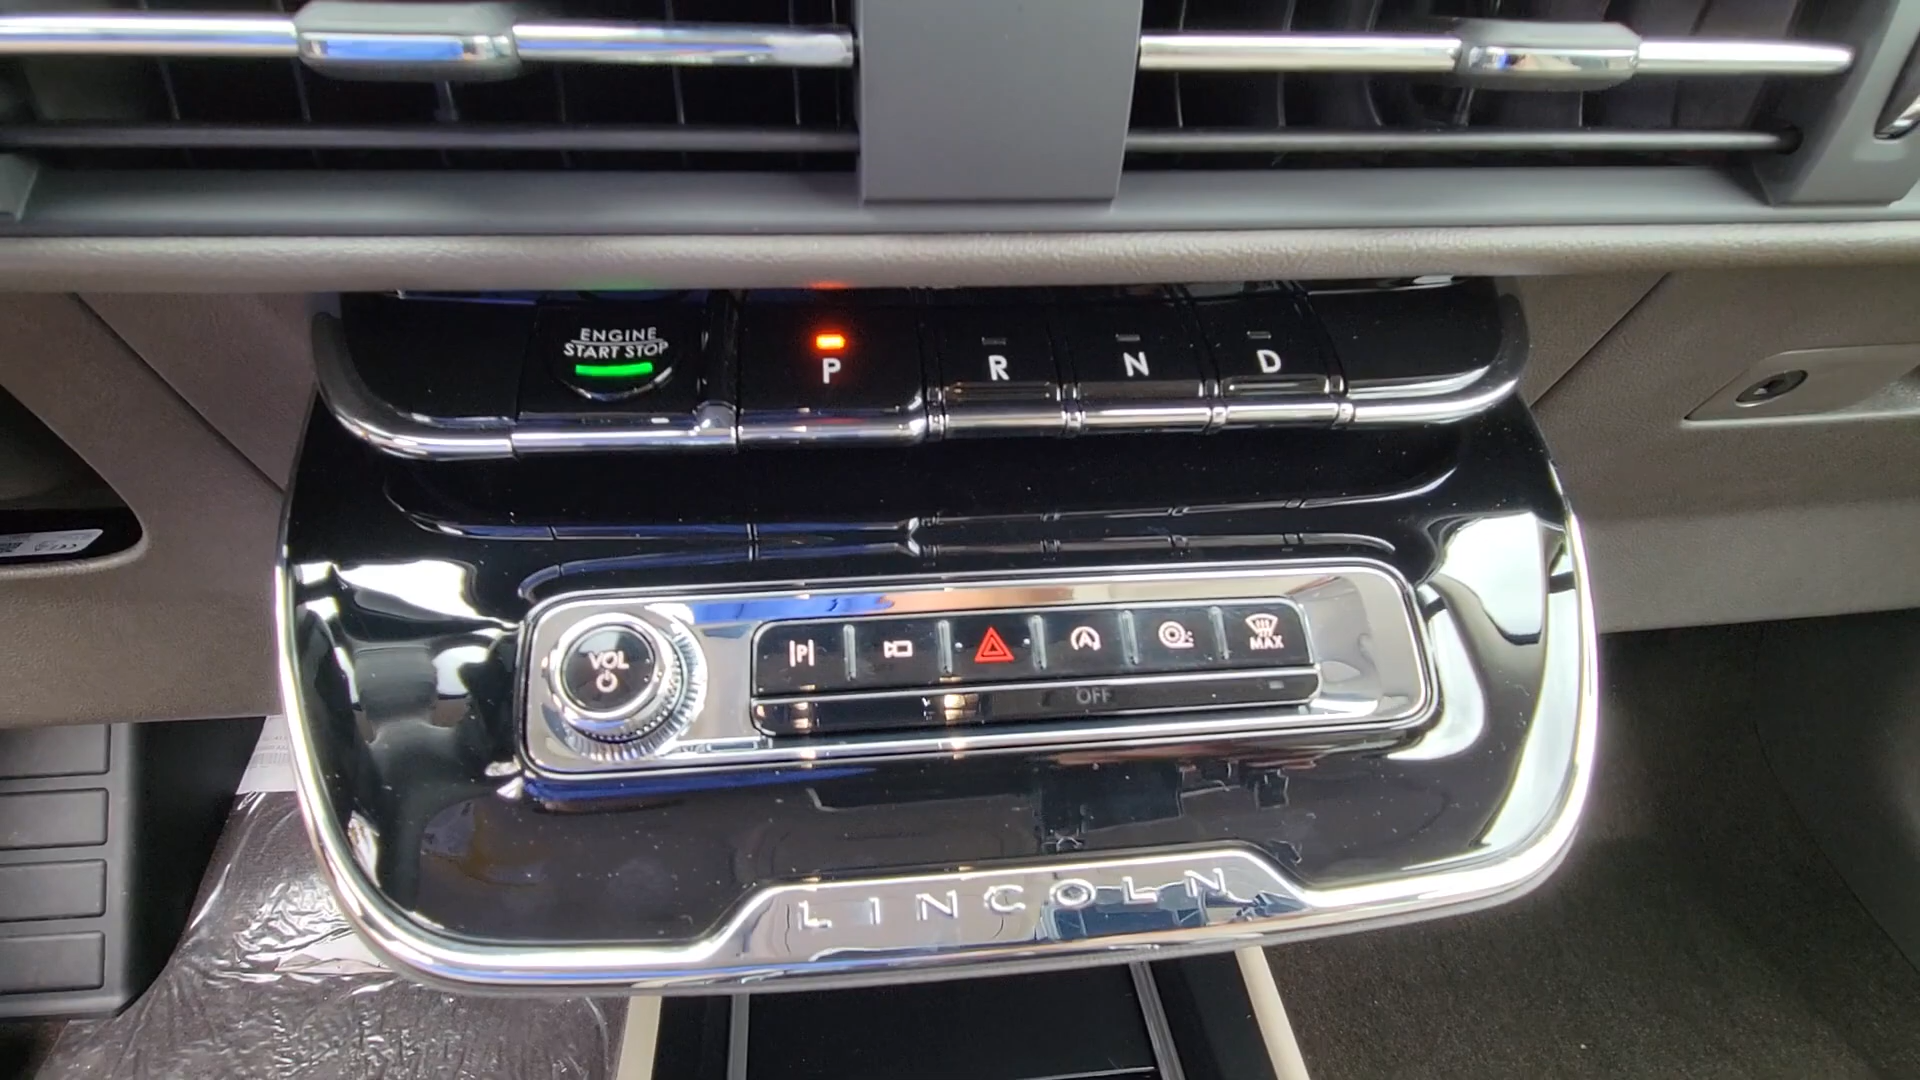 ENGINE
START STOP
P
R
N
D
VOL
P
A
MAX
OFF
LINCOLN